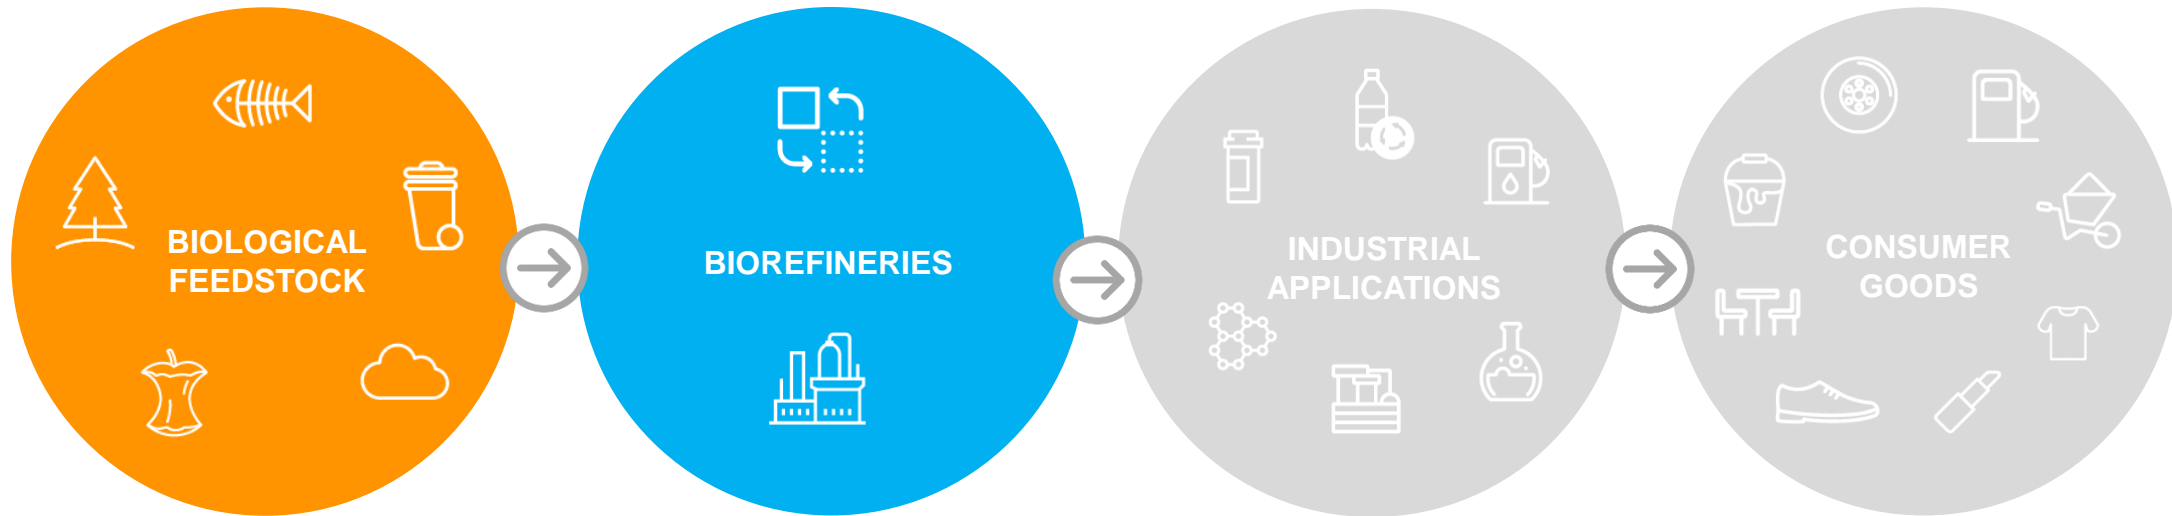 BIOLOGICAL
FEEDSTOCK
BIOREFINERIES
INDUSTRIAL
APPLICATIONS
CONSUMER
GOODS